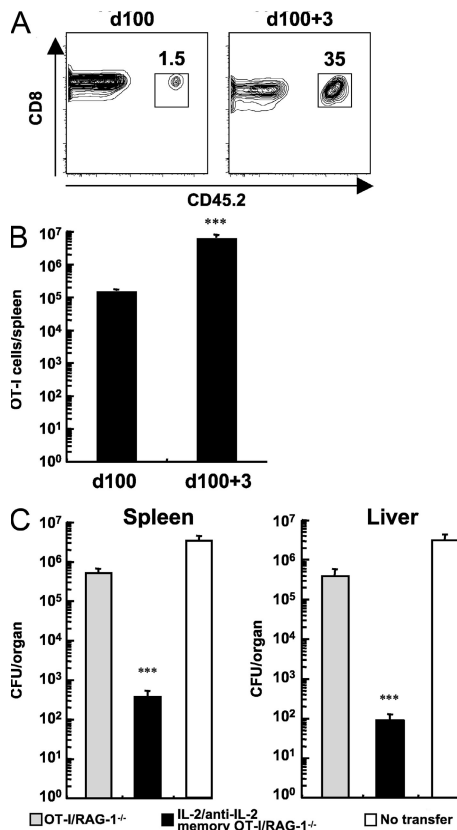 A
d100
d100+3
1.5
35
CD8
CD45.2
B
***
10⁷
10⁶
10⁵
10⁴
10³
10²
10¹
10⁰
OT-I cells/spleen
d100
d100+3
C
Spleen
Liver
10⁷
10⁶
10⁵
10⁴
10³
10²
10¹
10⁰
CFU/organ
***
10⁷
10⁶
10⁵
10⁴
10³
10²
10¹
10⁰
CFU/organ
***
OT-I/RAG-1⁻/⁻
IL-2/anti-IL-2
memory OT-I/RAG-1⁻/⁻
No transfer